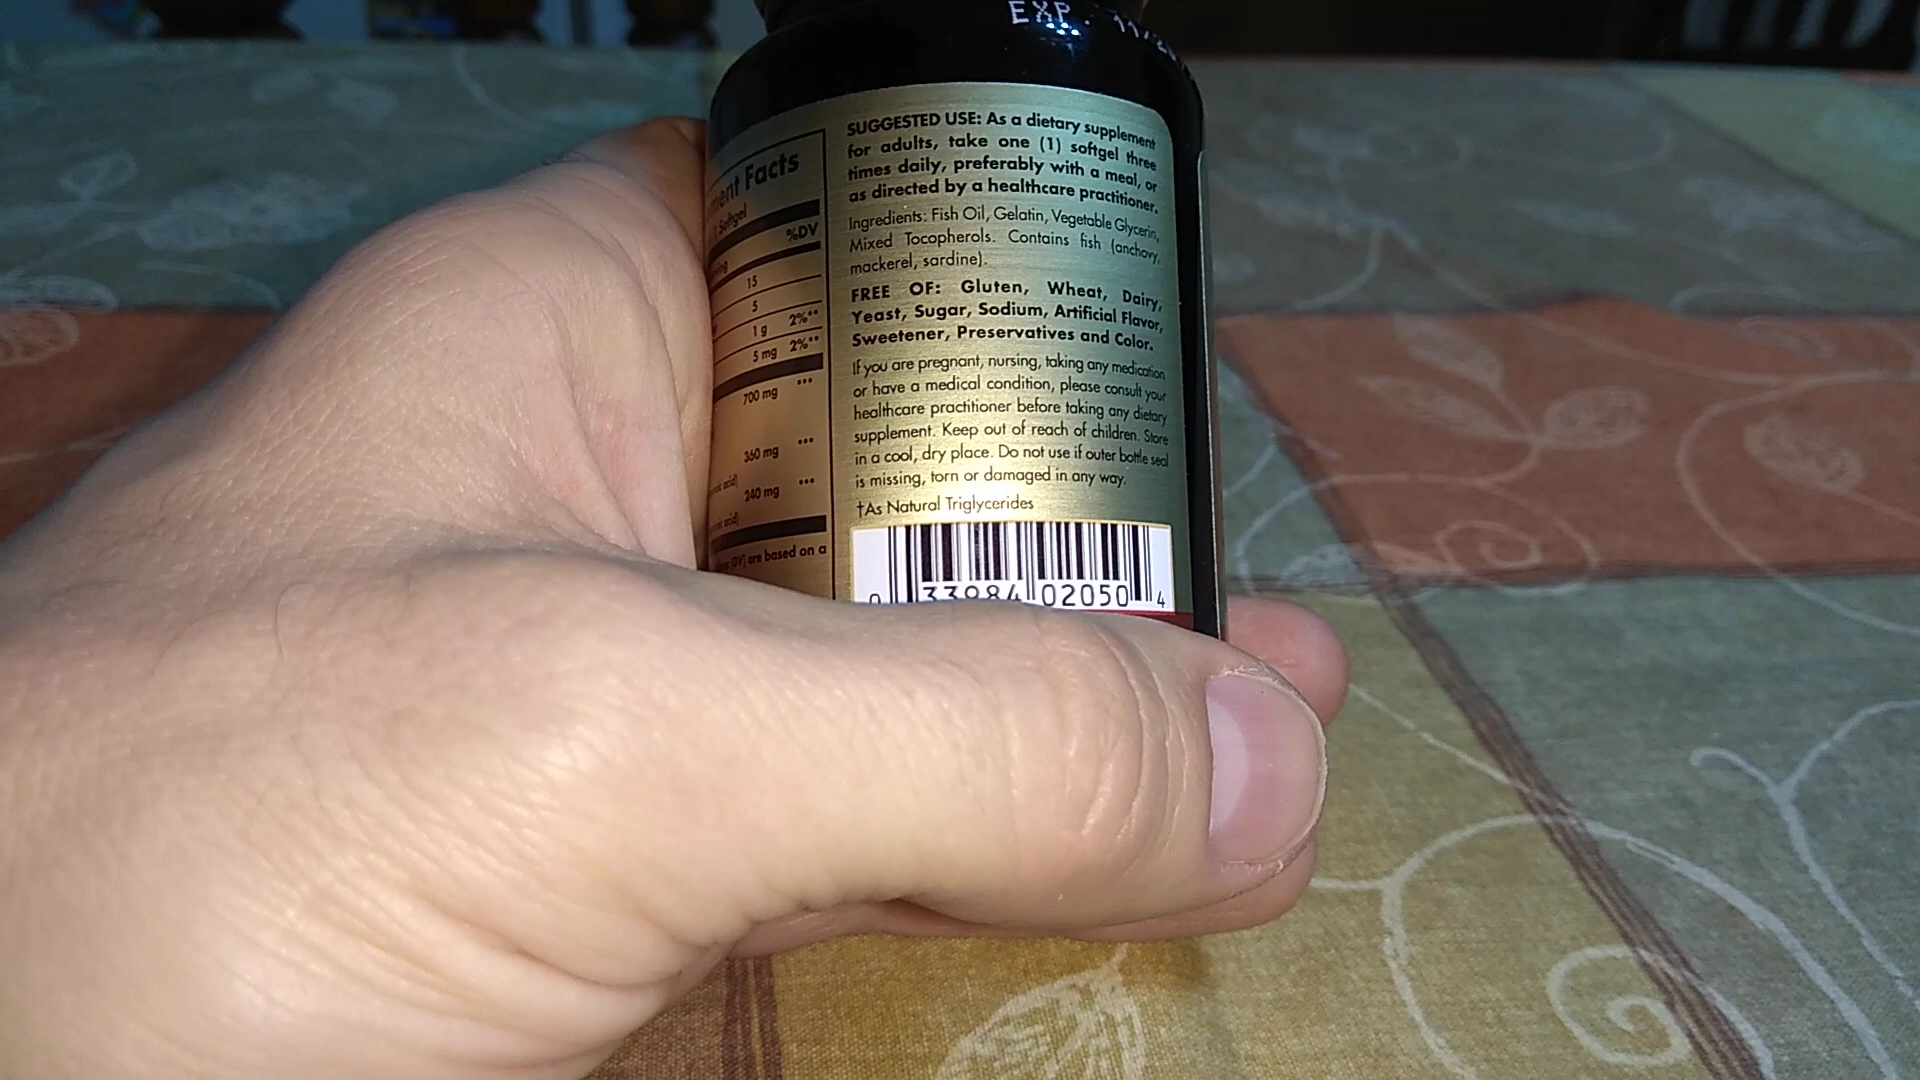 EXP. 11/2
Facts
1 Softgel
%DV
15
5
1 g 2%**
5 mg 2%**
700 mg ***
360 mg ***
acid)
240 mg ***
(DV) are based on a
SUGGESTED USE: As a dietary supplement
for adults, take one (1) softgel three
times daily, preferably with a meal, or
as directed by a healthcare practitioner.
Ingredients: Fish Oil, Gelatin, Vegetable Glycerin,
Mixed Tocopherols. Contains fish (anchovy,
mackerel, sardine).
FREE OF: Gluten, Wheat, Dairy,
Yeast, Sugar, Sodium, Artificial Flavor,
Sweetener, Preservatives and Color.
If you are pregnant, nursing, taking any medication
or have a medical condition, please consult your
healthcare practitioner before taking any dietary
supplement. Keep out of reach of children. Store
in a cool, dry place. Do not use if outer bottle seal
is missing, torn or damaged in any way.
†As Natural Triglycerides
0 33984 02050 4